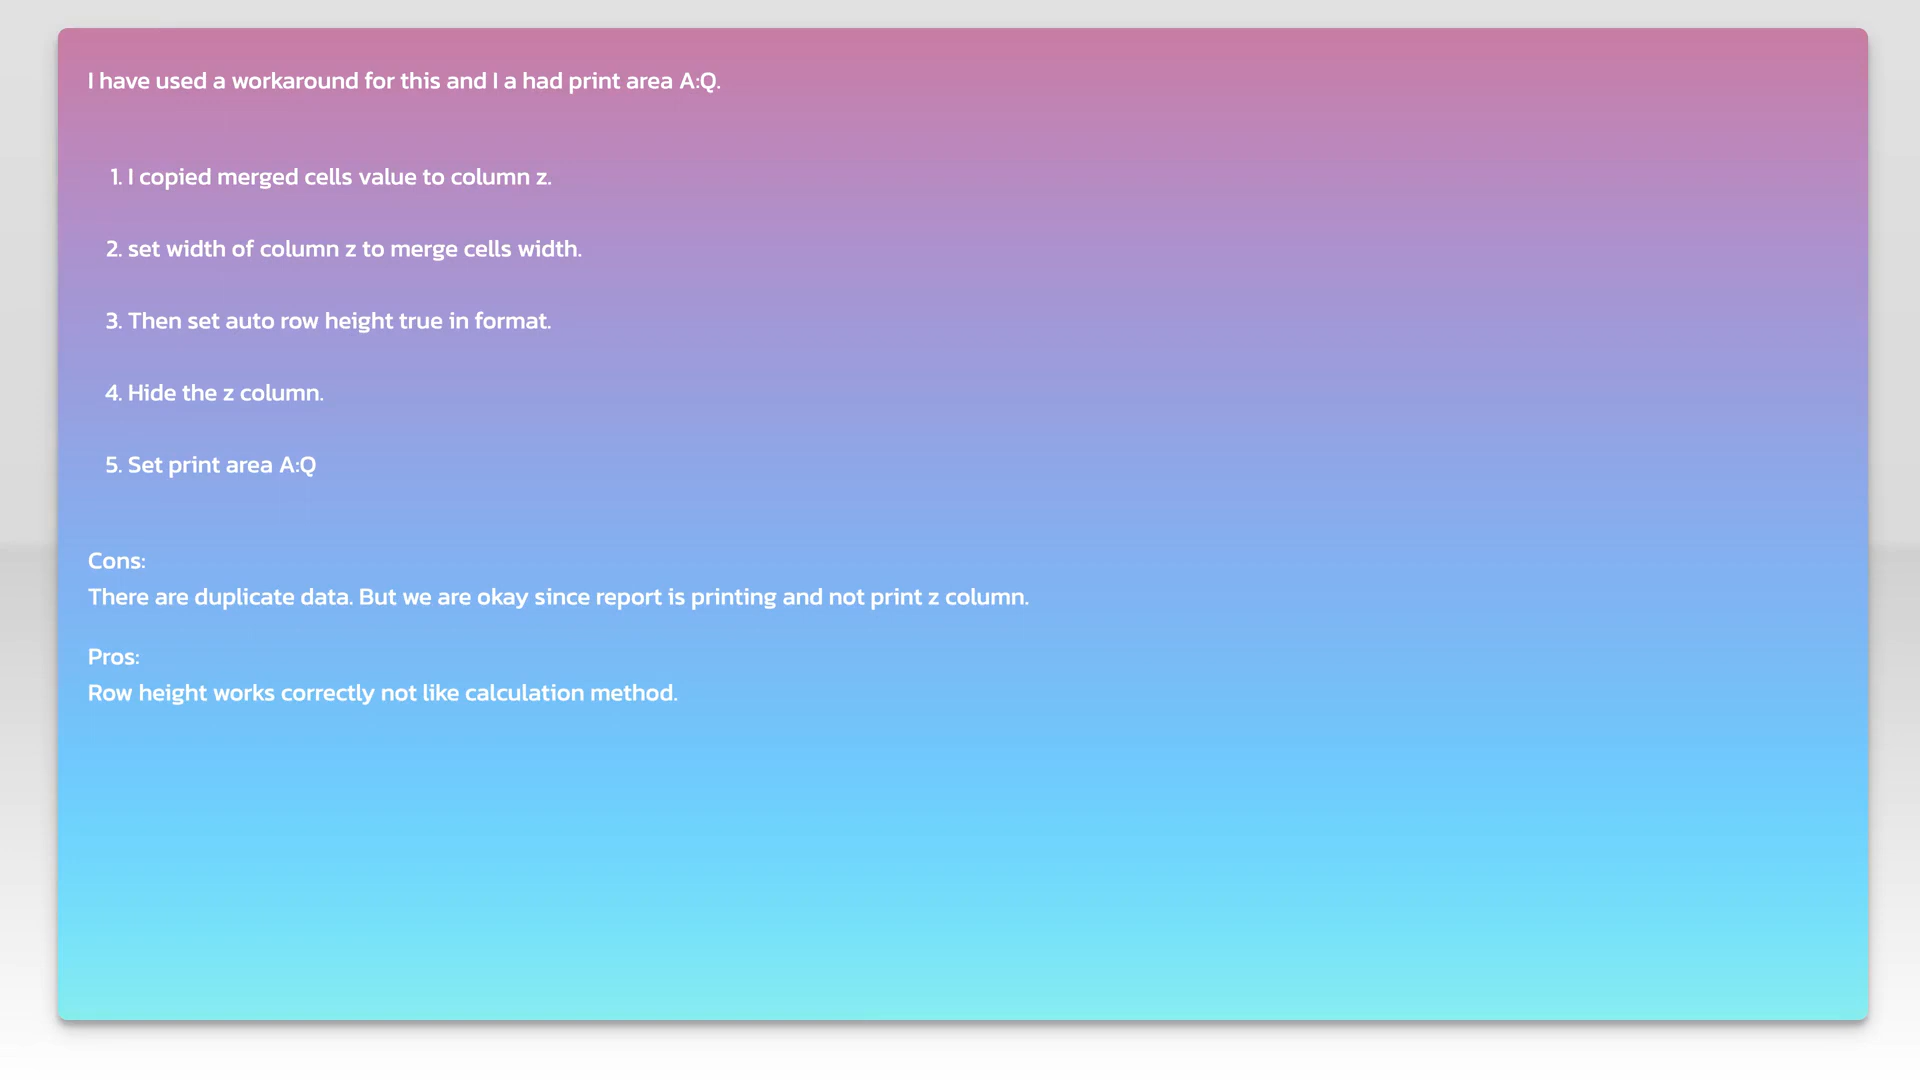 I have used a workaround for this and I a had print area A:Q.
1. I copied merged cells value to column z.
2. set width of column z to merge cells width.
3. Then set auto row height true in format.
4. Hide the z column.
5. Set print area A:Q
Cons:
There are duplicate data. But we are okay since report is printing and not print z column.
Pros:
Row height works correctly not like calculation method.